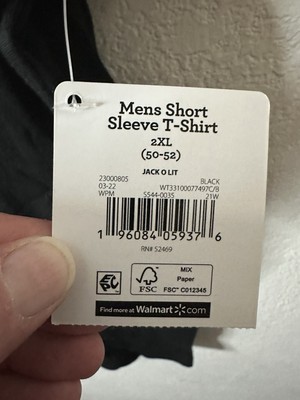 Mens Short
Sleeve T-Shirt
2XL
(50-52)
JACK O LIT
23000805 BLACK
03-22 WT33100077497C/B
WPM 5544-0035 21W
1 96084 05937 6
RN# 52469
FSC
MIX
Paper
FSC™ C012345
Find more at Walmart.com